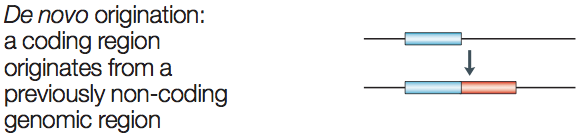 De novo origination:
a coding region
originates from a
previously non-coding
genomic region